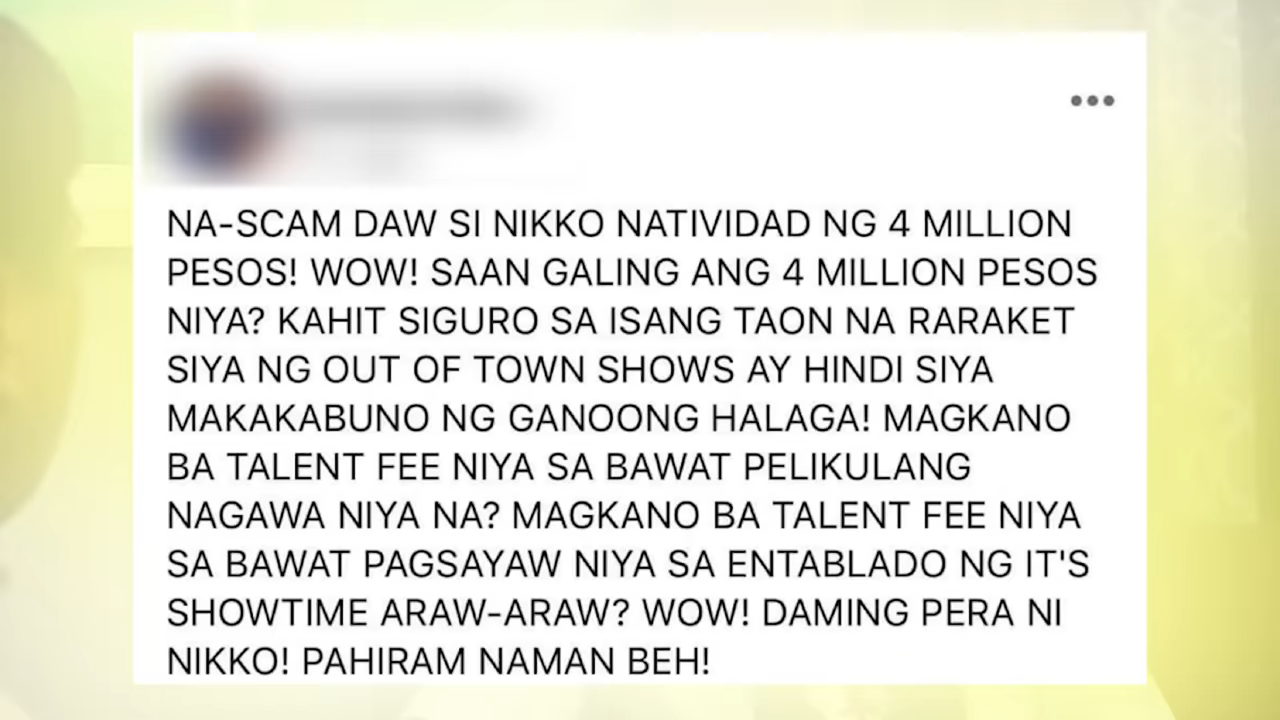 NA-SCAM DAW SI NIKKO NATIVIDAD NG 4 MILLION
PESOS! WOW! SAAN GALING ANG 4 MILLION PESOS
NIYA? KAHIT SIGURO SA ISANG TAON NA RARAKET
SIYA NG OUT OF TOWN SHOWS AY HINDI SIYA
MAKAKABUNO NG GANOONG HALAGA! MAGKANO
BA TALENT FEE NIYA SA BAWAT PELIKULANG
NAGAWA NIYA NA? MAGKANO BA TALENT FEE NIYA
SA BAWAT PAGSAYAW NIYA SA ENTABLADO NG IT'S
SHOWTIME ARAW-ARAW? WOW! DAMING PERA NI
NIKKO! PAHIRAM NAMAN BEH!